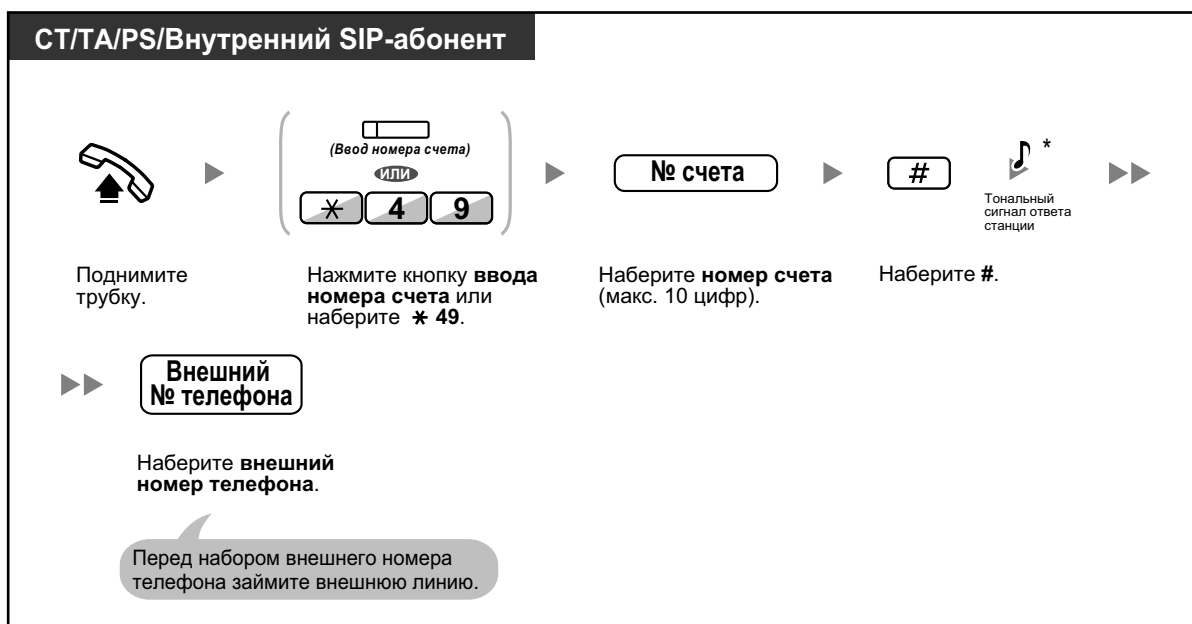 СТ/ТА/PS/Внутренний SIP-абонент
(Ввод номера счета)
ИЛИ
* 4 9
№ счета
#
*
Тональный
сигнал ответа
станции
Поднимите
трубку.
Нажмите кнопку ввода
номера счета или
наберите * 49.
Наберите номер счета
(макс. 10 цифр).
Наберите #.
Внешний
№ телефона
Наберите внешний
номер телефона.
Перед набором внешнего номера
телефона займите внешнюю линию.